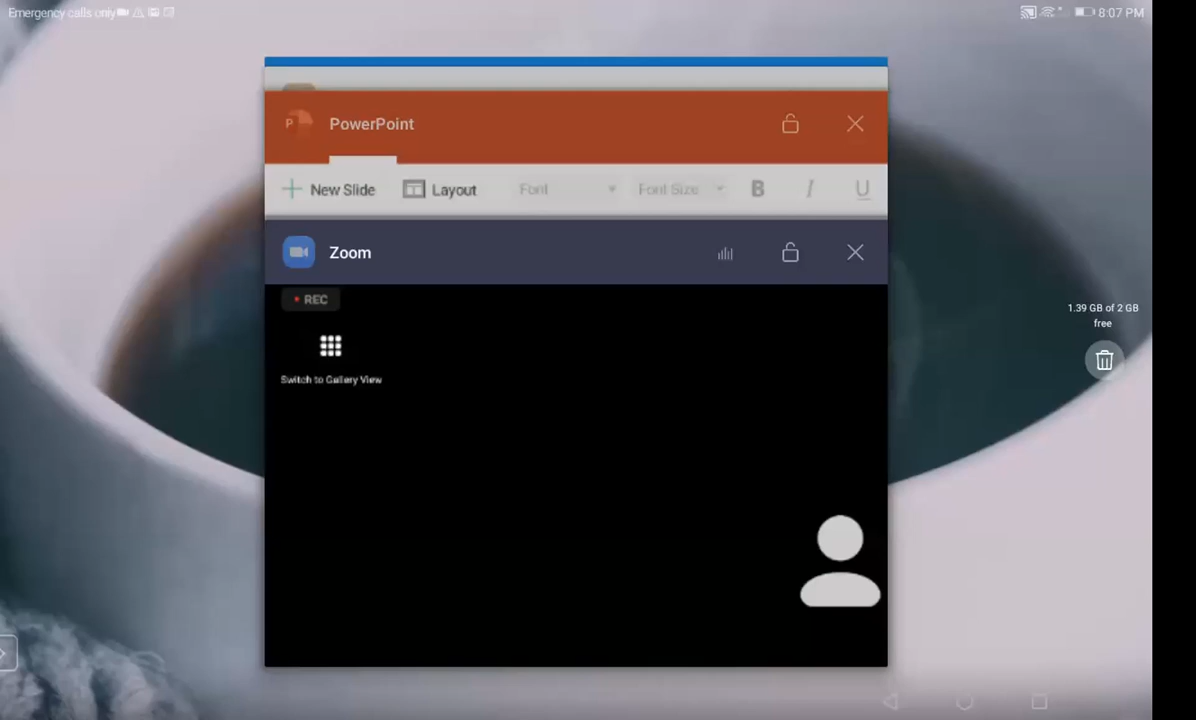 Emergency calls only
8:07 PM
PowerPoint
New Slide
Layout
Font
Font Size
B
I
U
Zoom
REC
Switch to Gallery View
1.39 GB of 2 GB
free